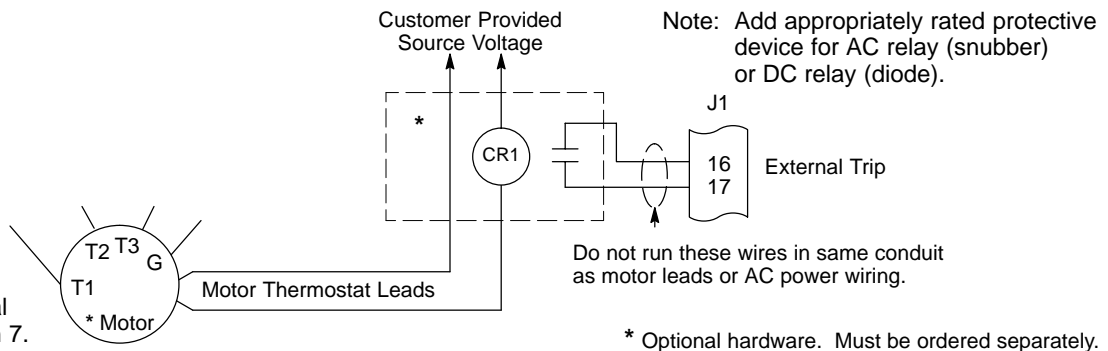 Customer Provided
Source Voltage
Note: Add appropriately rated protective
device for AC relay (snubber)
or DC relay (diode).
J1
*
CR1
16
17
External Trip
Do not run these wires in same conduit
as motor leads or AC power wiring.
T1
T2
T3
G
* Motor
Motor Thermostat Leads
7.
* Optional hardware. Must be ordered separately.